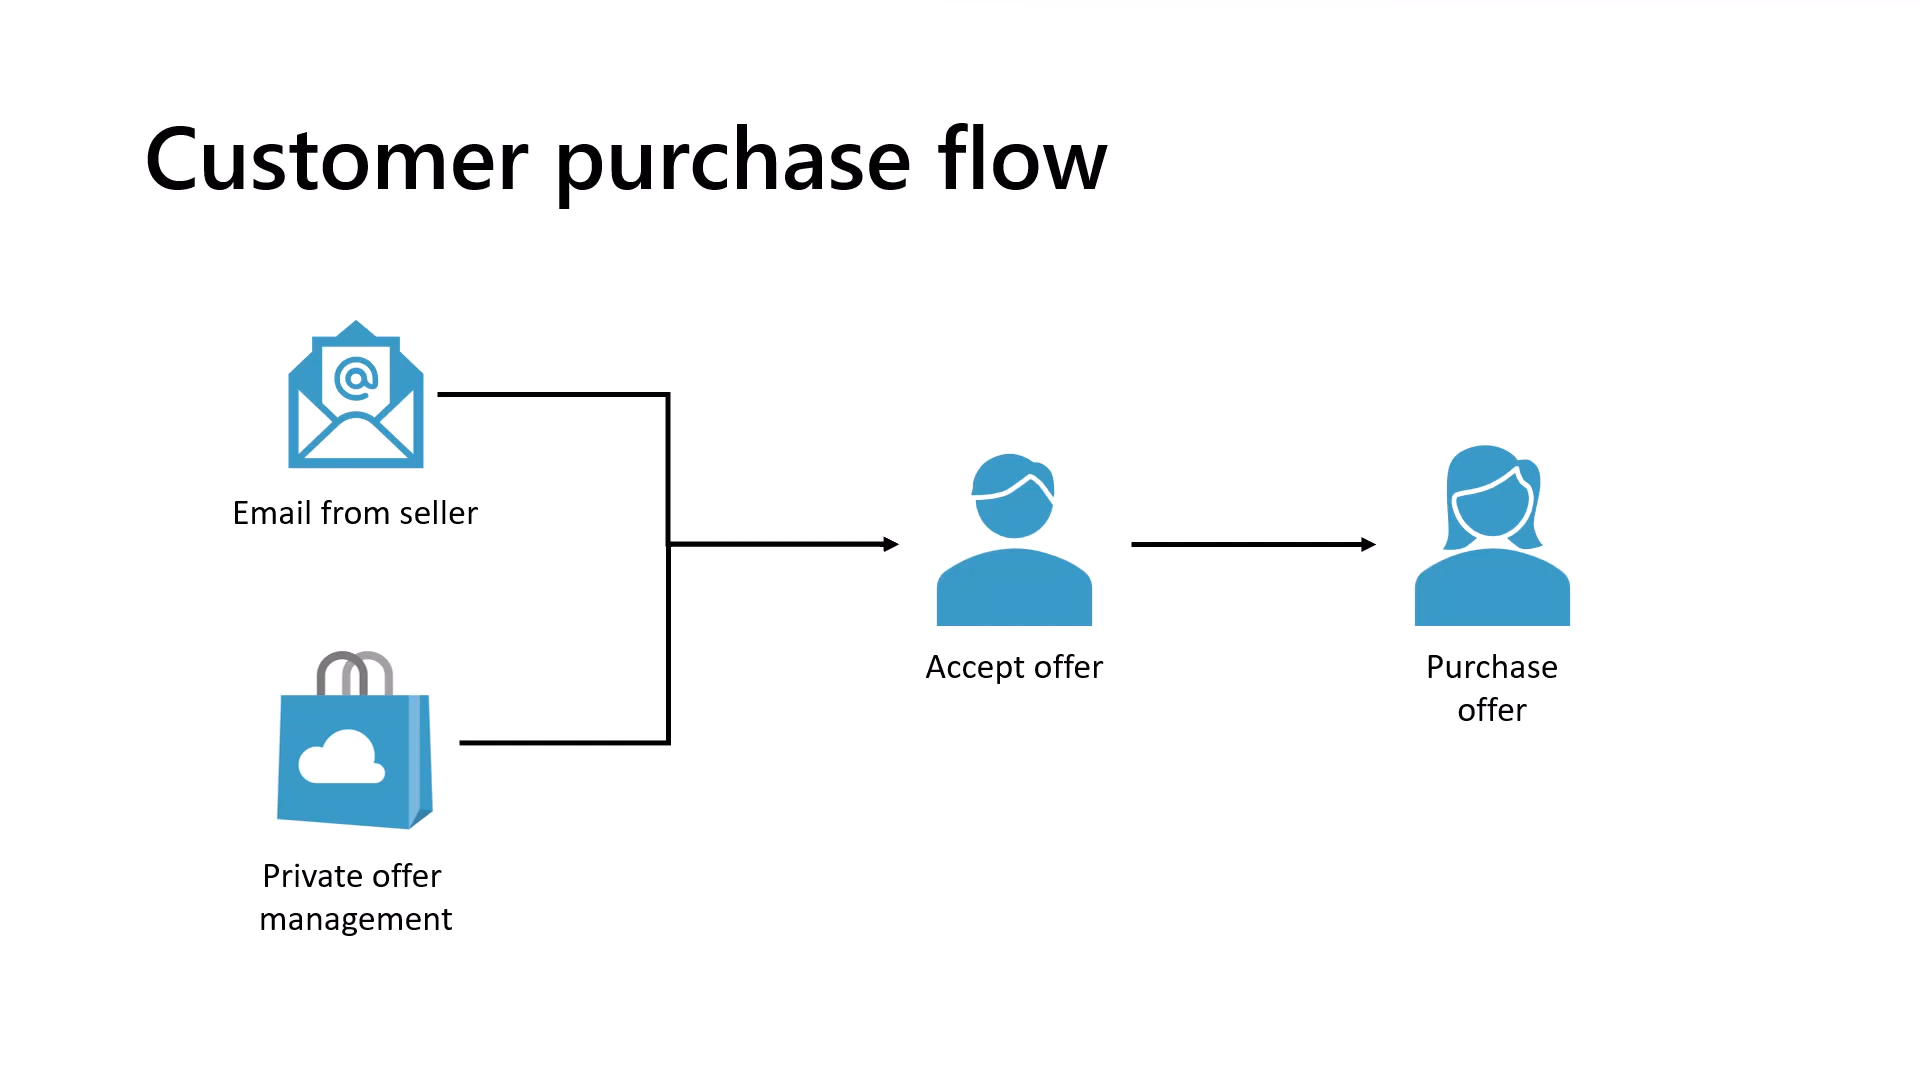 Customer purchase flow
@
Email from seller
Accept offer
Purchase
offer
Private offer
management